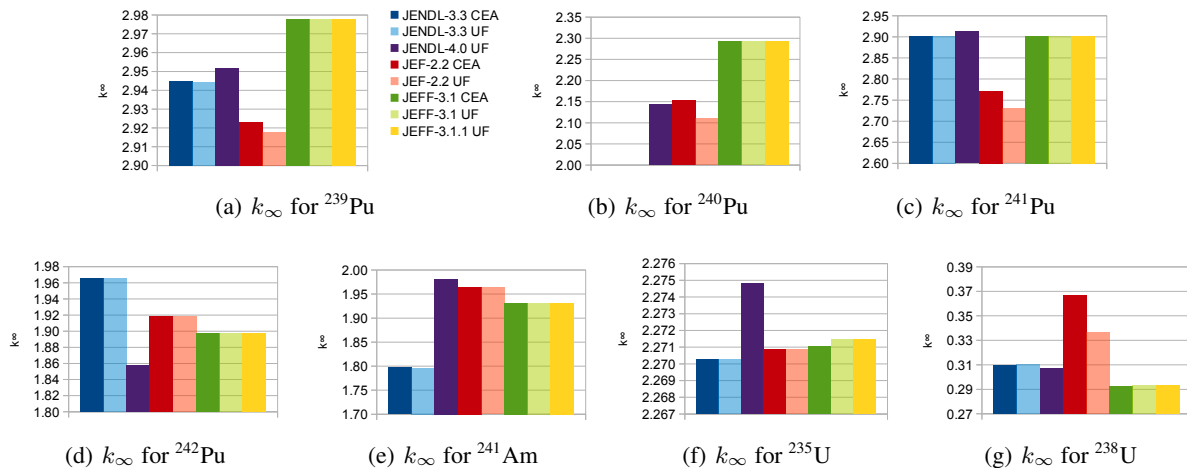 2.98
2.97
2.96
2.95
2.94
2.93
2.92
2.91
2.90
k∞
JENDL-3.3 CEA
JENDL-3.3 UF
JENDL-4.0 UF
JEF-2.2 CEA
JEF-2.2 UF
JEFF-3.1 CEA
JEFF-3.1 UF
JEFF-3.1.1 UF
2.35
2.30
2.25
2.20
2.15
2.10
2.05
2.00
k∞
2.95
2.90
2.85
2.80
2.75
2.70
2.65
2.60
k∞
(a) k∞ for ²³⁹Pu
(b) k∞ for ²⁴⁰Pu
(c) k∞ for ²⁴¹Pu
1.98
1.96
1.94
1.92
1.90
1.88
1.86
1.84
1.82
1.80
k∞
2.00
1.95
1.90
1.85
1.80
1.75
1.70
k∞
2.276
2.275
2.274
2.273
2.272
2.271
2.270
2.269
2.268
2.267
k∞
0.39
0.37
0.35
0.33
0.31
0.29
0.27
k∞
(d) k∞ for ²⁴²Pu
(e) k∞ for ²⁴¹Am
(f) k∞ for ²³⁵U
(g) k∞ for ²³⁸U